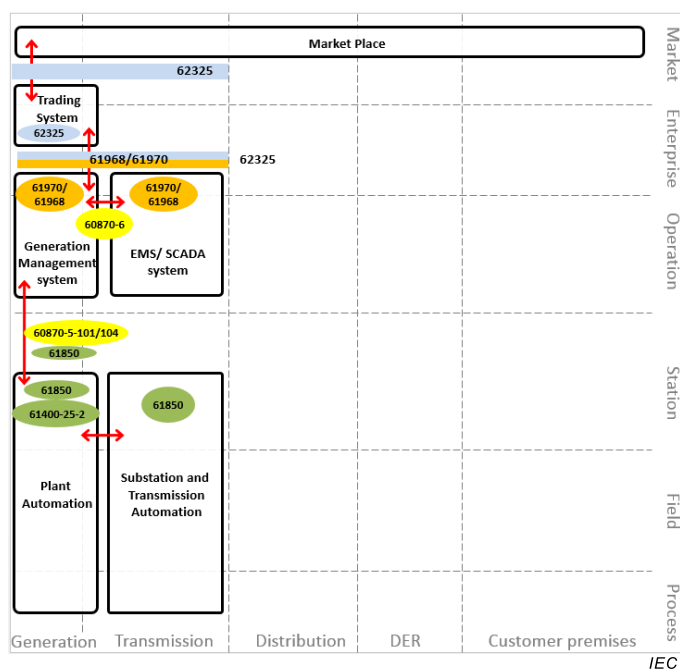 Market Place
62325
Trading
System
62325
61968/61970
62325
61970/
61968
61970/
61968
60870-6
Generation
Management
system
EMS/ SCADA
system
60870-5-101/104
61850
61850
61400-25-2
61850
Plant
Automation
Substation and
Transmission
Automation
Market
Enterprise
Operation
Station
Field
Process
Generation
Transmission
Distribution
DER
Customer premises
IEC